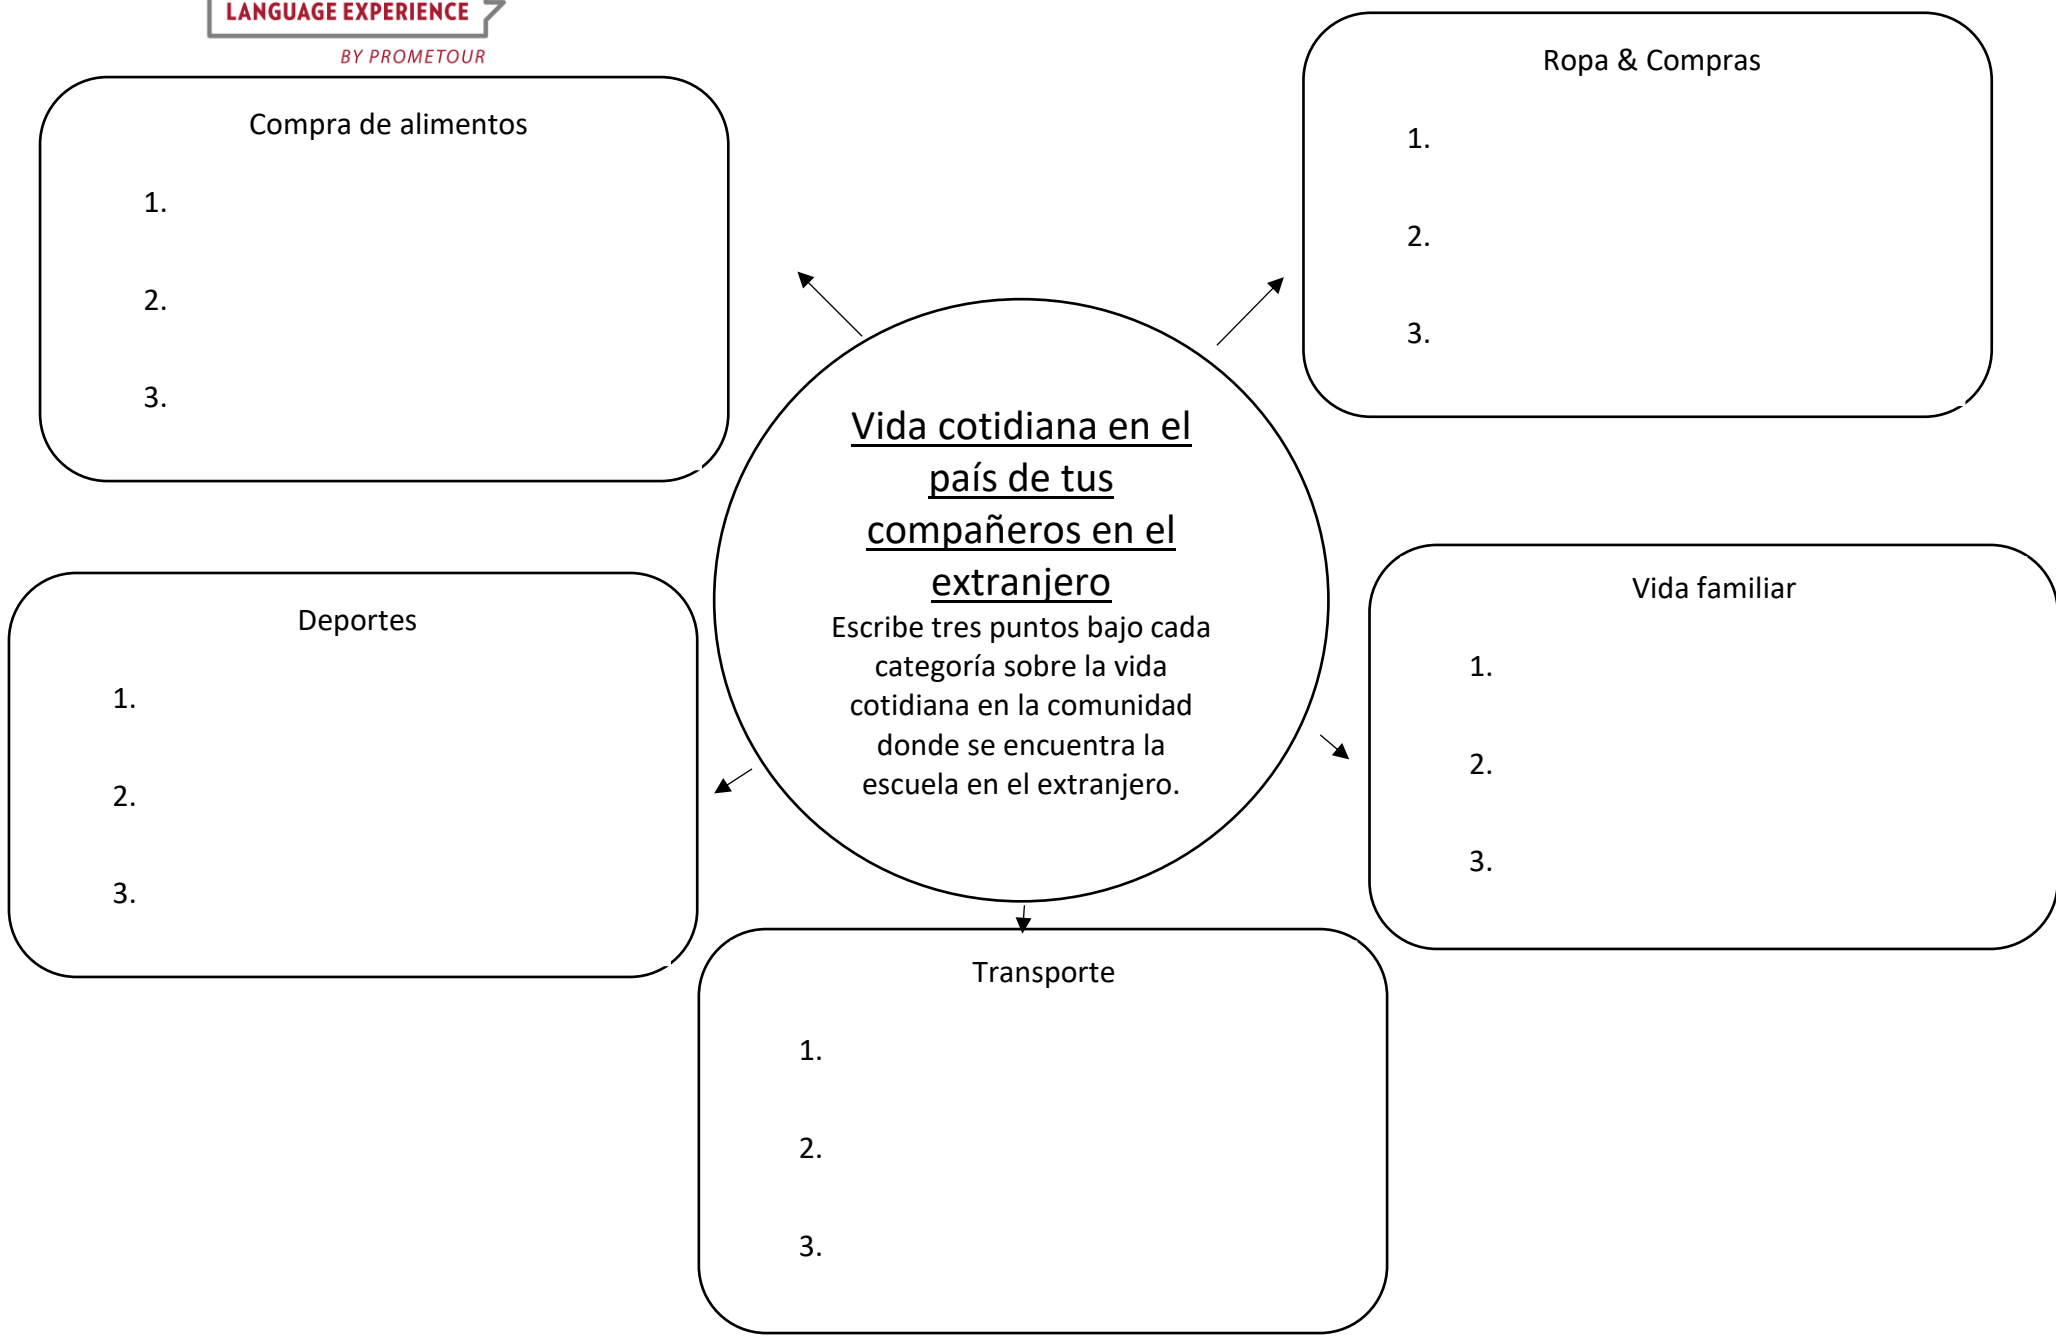 LANGUAGE EXPERIENCE
BY PROMETOUR
Compra de alimentos
1.
2.
3.
Ropa & Compras
1.
2.
3.
Vida cotidiana en el
país de tus
compañeros en el
extranjero
Escribe tres puntos bajo cada
categoría sobre la vida
cotidiana en la comunidad
donde se encuentra la
escuela en el extranjero.
Deportes
1.
2.
3.
Vida familiar
1.
2.
3.
Transporte
1.
2.
3.